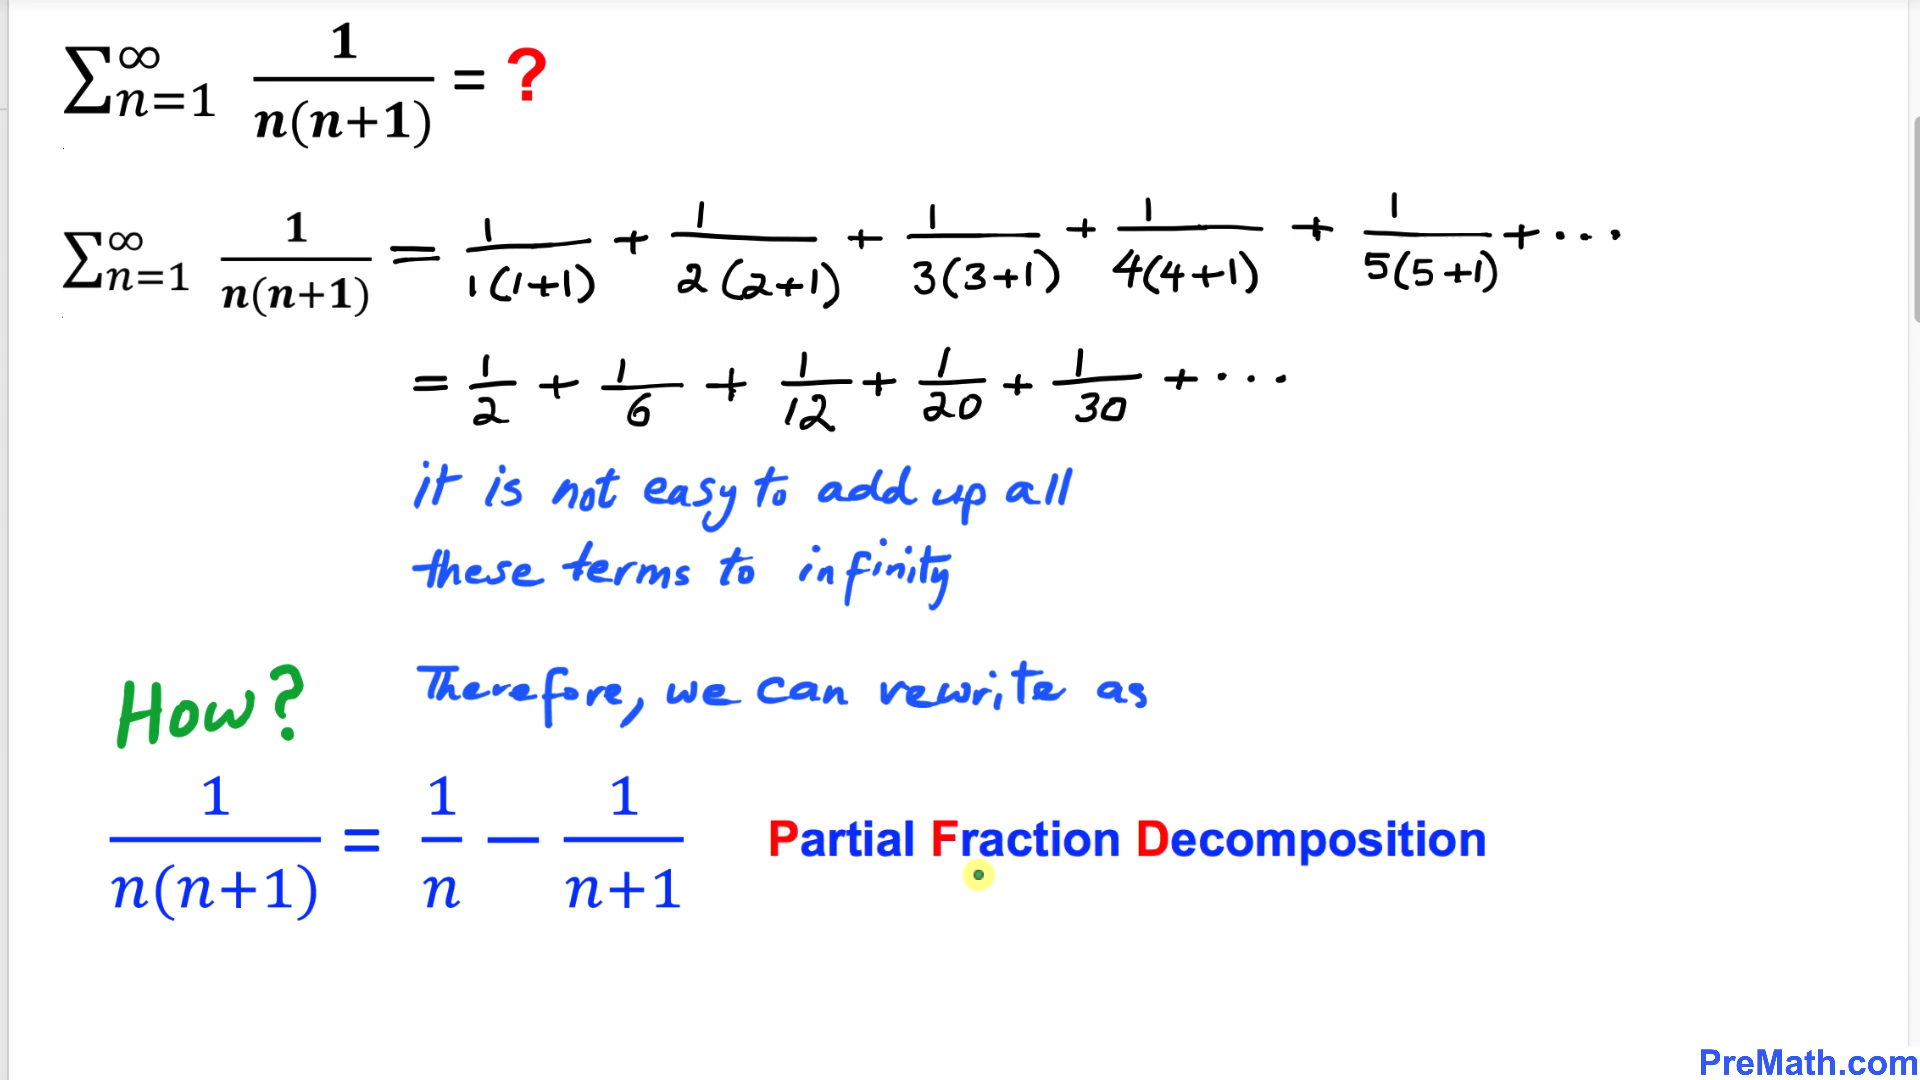 ∑_{n=1}^{∞} 1/(n(n+1)) = ?
∑_{n=1}^{∞} 1/(n(n+1)) = 1/(1(1+1)) + 1/(2(2+1)) + 1/(3(3+1)) + 1/(4(4+1)) + 1/(5(5+1)) + ···
= 1/2 + 1/6 + 1/12 + 1/20 + 1/30 + ···
it is not easy to add up all
these terms to infinity
How? Therefore, we can rewrite as
1/(n(n+1)) = 1/n − 1/(n+1) Partial Fraction Decomposition
PreMath.com